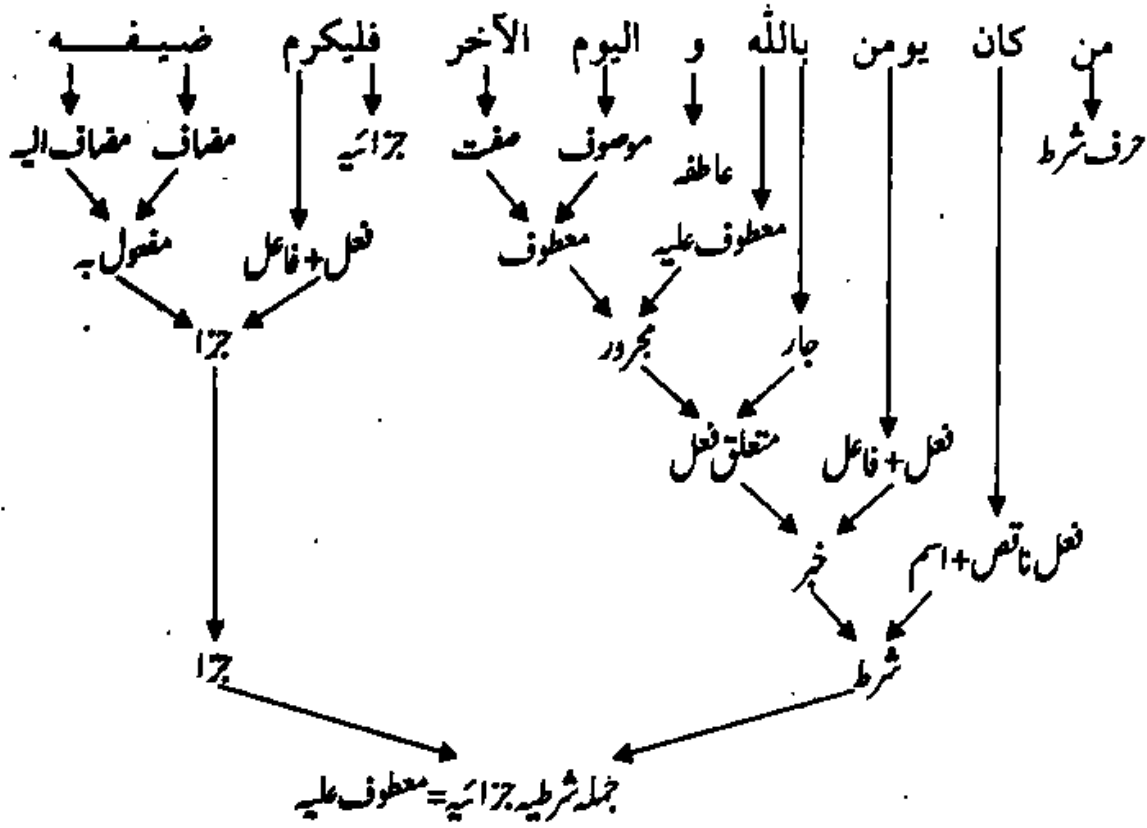 من كان يومن بالله و اليوم الآخر فليكرم ضيفه
حرف شرط
جزائیہ صفت موصوف مضاف مضاف الیہ
عاطفہ
معطوف علیہ معطوف فعل+فاعل مفعول بہ
جار مجرور جزا
فعل+فاعل متعلق فعل
فعل ناقص+اسم خبر
شرط جزا
جملہ شرطیہ جزائیہ=معطوف علیہ